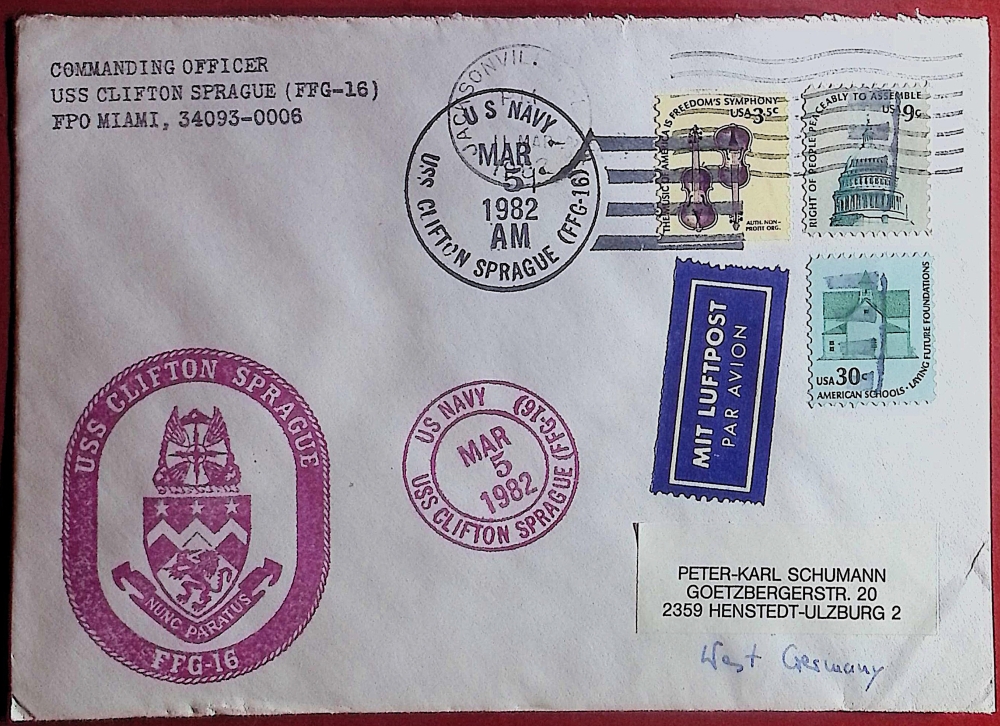 COMMANDING OFFICER
USS CLIFTON SPRAGUE (FFG-16)
FPO MIAMI, 34093-0006
JACKSONVIL
MAR
US NAVY
MAR
5
1982
AM
USS CLIFTON SPRAGUE (FFG-16)
THE MUSIC OF AMERICA IS FREEDOM'S SYMPHONY
USA 3.5c
AUTH. NON-
PROFIT ORG.
RIGHT OF PEOPLE PEACEABLY TO ASSEMBLE
US 9c
USA 30c
AMERICAN SCHOOLS · LAYING FUTURE FOUNDATIONS
MIT LUFTPOST
PAR AVION
USS CLIFTON SPRAGUE
NUNC PARATUS
FFG-16
US NAVY
MAR
5
1982
USS CLIFTON SPRAGUE (FFG-16)
PETER-KARL SCHUMANN
GOETZBERGERSTR. 20
2359 HENSTEDT-ULZBURG 2
West Germany